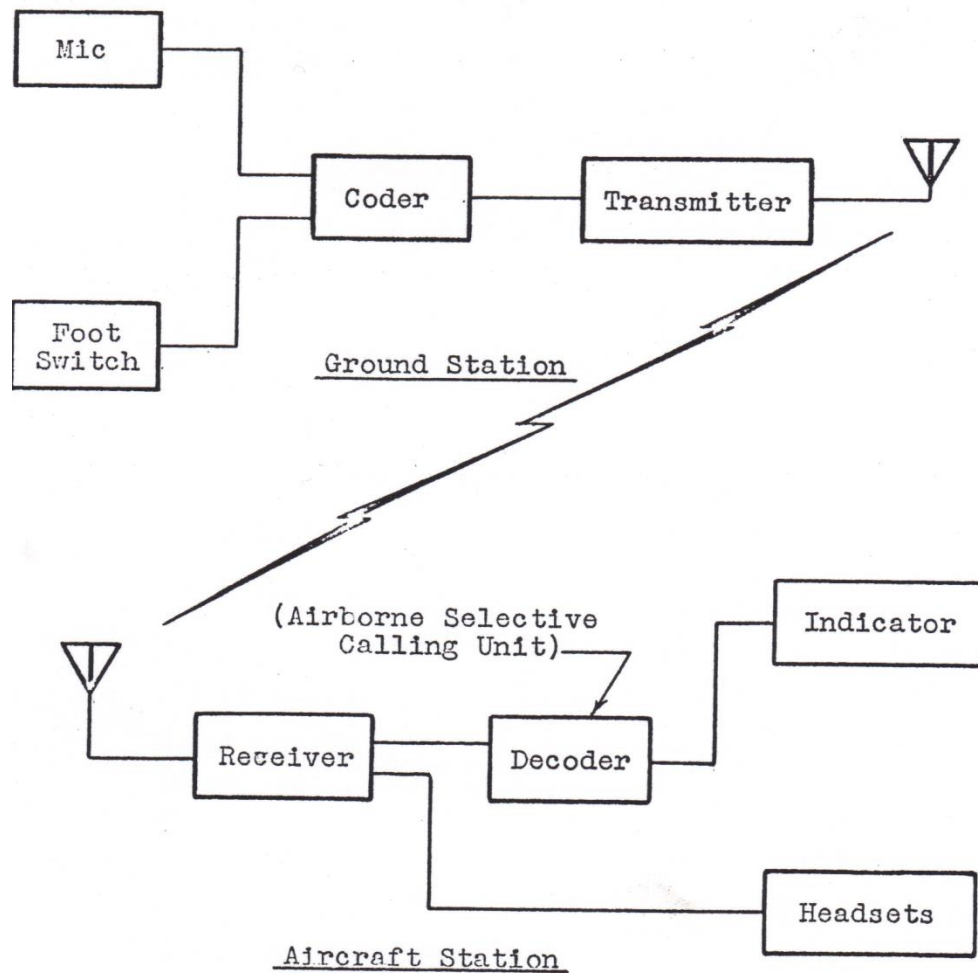 Mic
Coder
Transmitter
Foot
Switch
Ground Station
(Airborne Selective
Calling Unit)
Indicator
Receiver
Decoder
Headsets
Aircraft Station